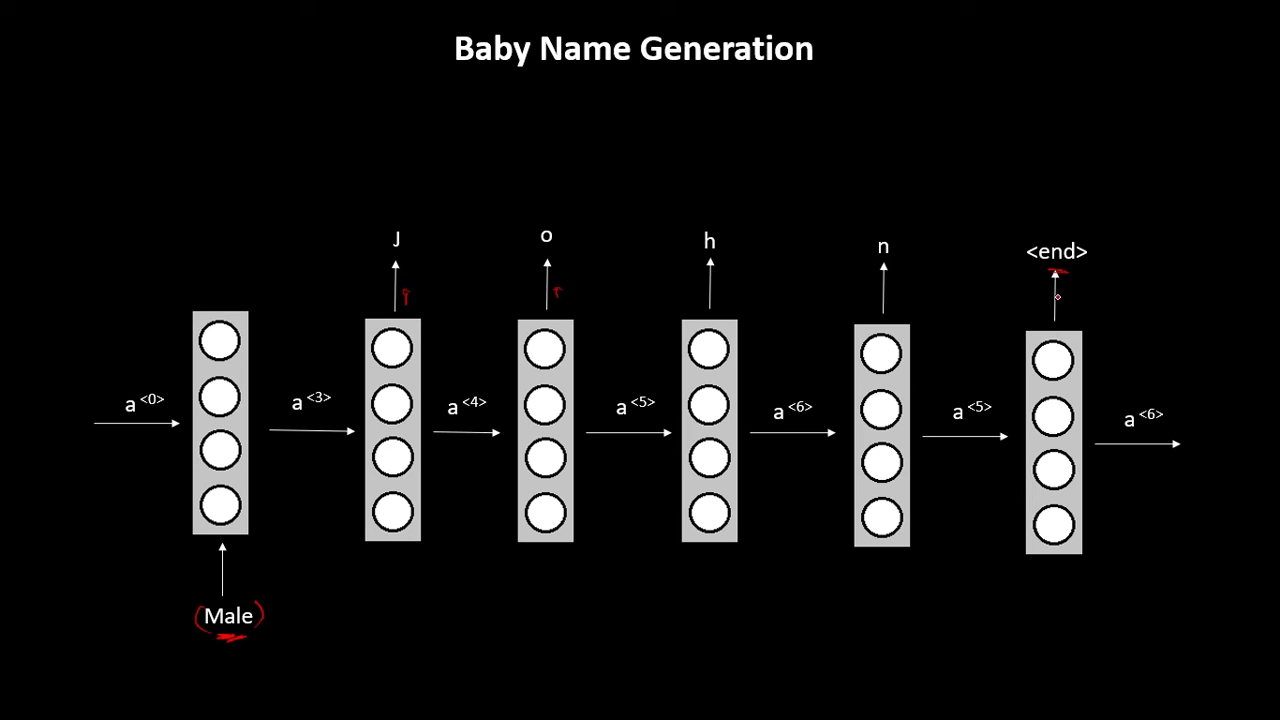 Baby Name Generation
J o h n <end>
a<0> a<3> a<4> a<5> a<6> a<5> a<6>
(Male)